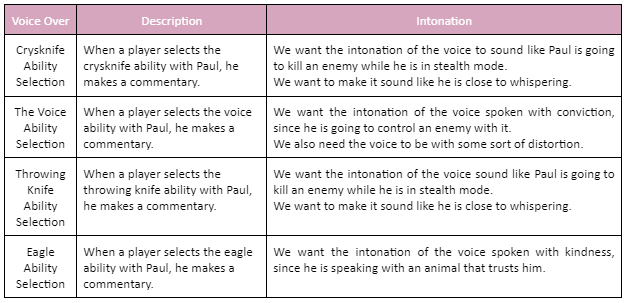 Voice Over Description Intonation
Crysknife Ability Selection
When a player selects the crysknife ability with Paul, he makes a commentary.
We want the intonation of the voice to sound like Paul is going to kill an enemy while he is in stealth mode.
We want to make it sound like he is close to whispering.
The Voice Ability Selection
When a player selects the voice ability with Paul, he makes a commentary.
We want the intonation of the voice spoken with conviction, since he is going to control an enemy with it.
We also need the voice to be with some sort of distortion.
Throwing Knife Ability Selection
When a player selects the throwing knife ability with Paul, he makes a commentary.
We want the intonation of the voice sound like Paul is going to kill an enemy while he is in stealth mode.
We want to make it sound like he is close to whispering.
Eagle Ability Selection
When a player selects the eagle ability with Paul, he makes a commentary.
We want the intonation of the voice spoken with kindness, since he is speaking with an animal that trusts him.